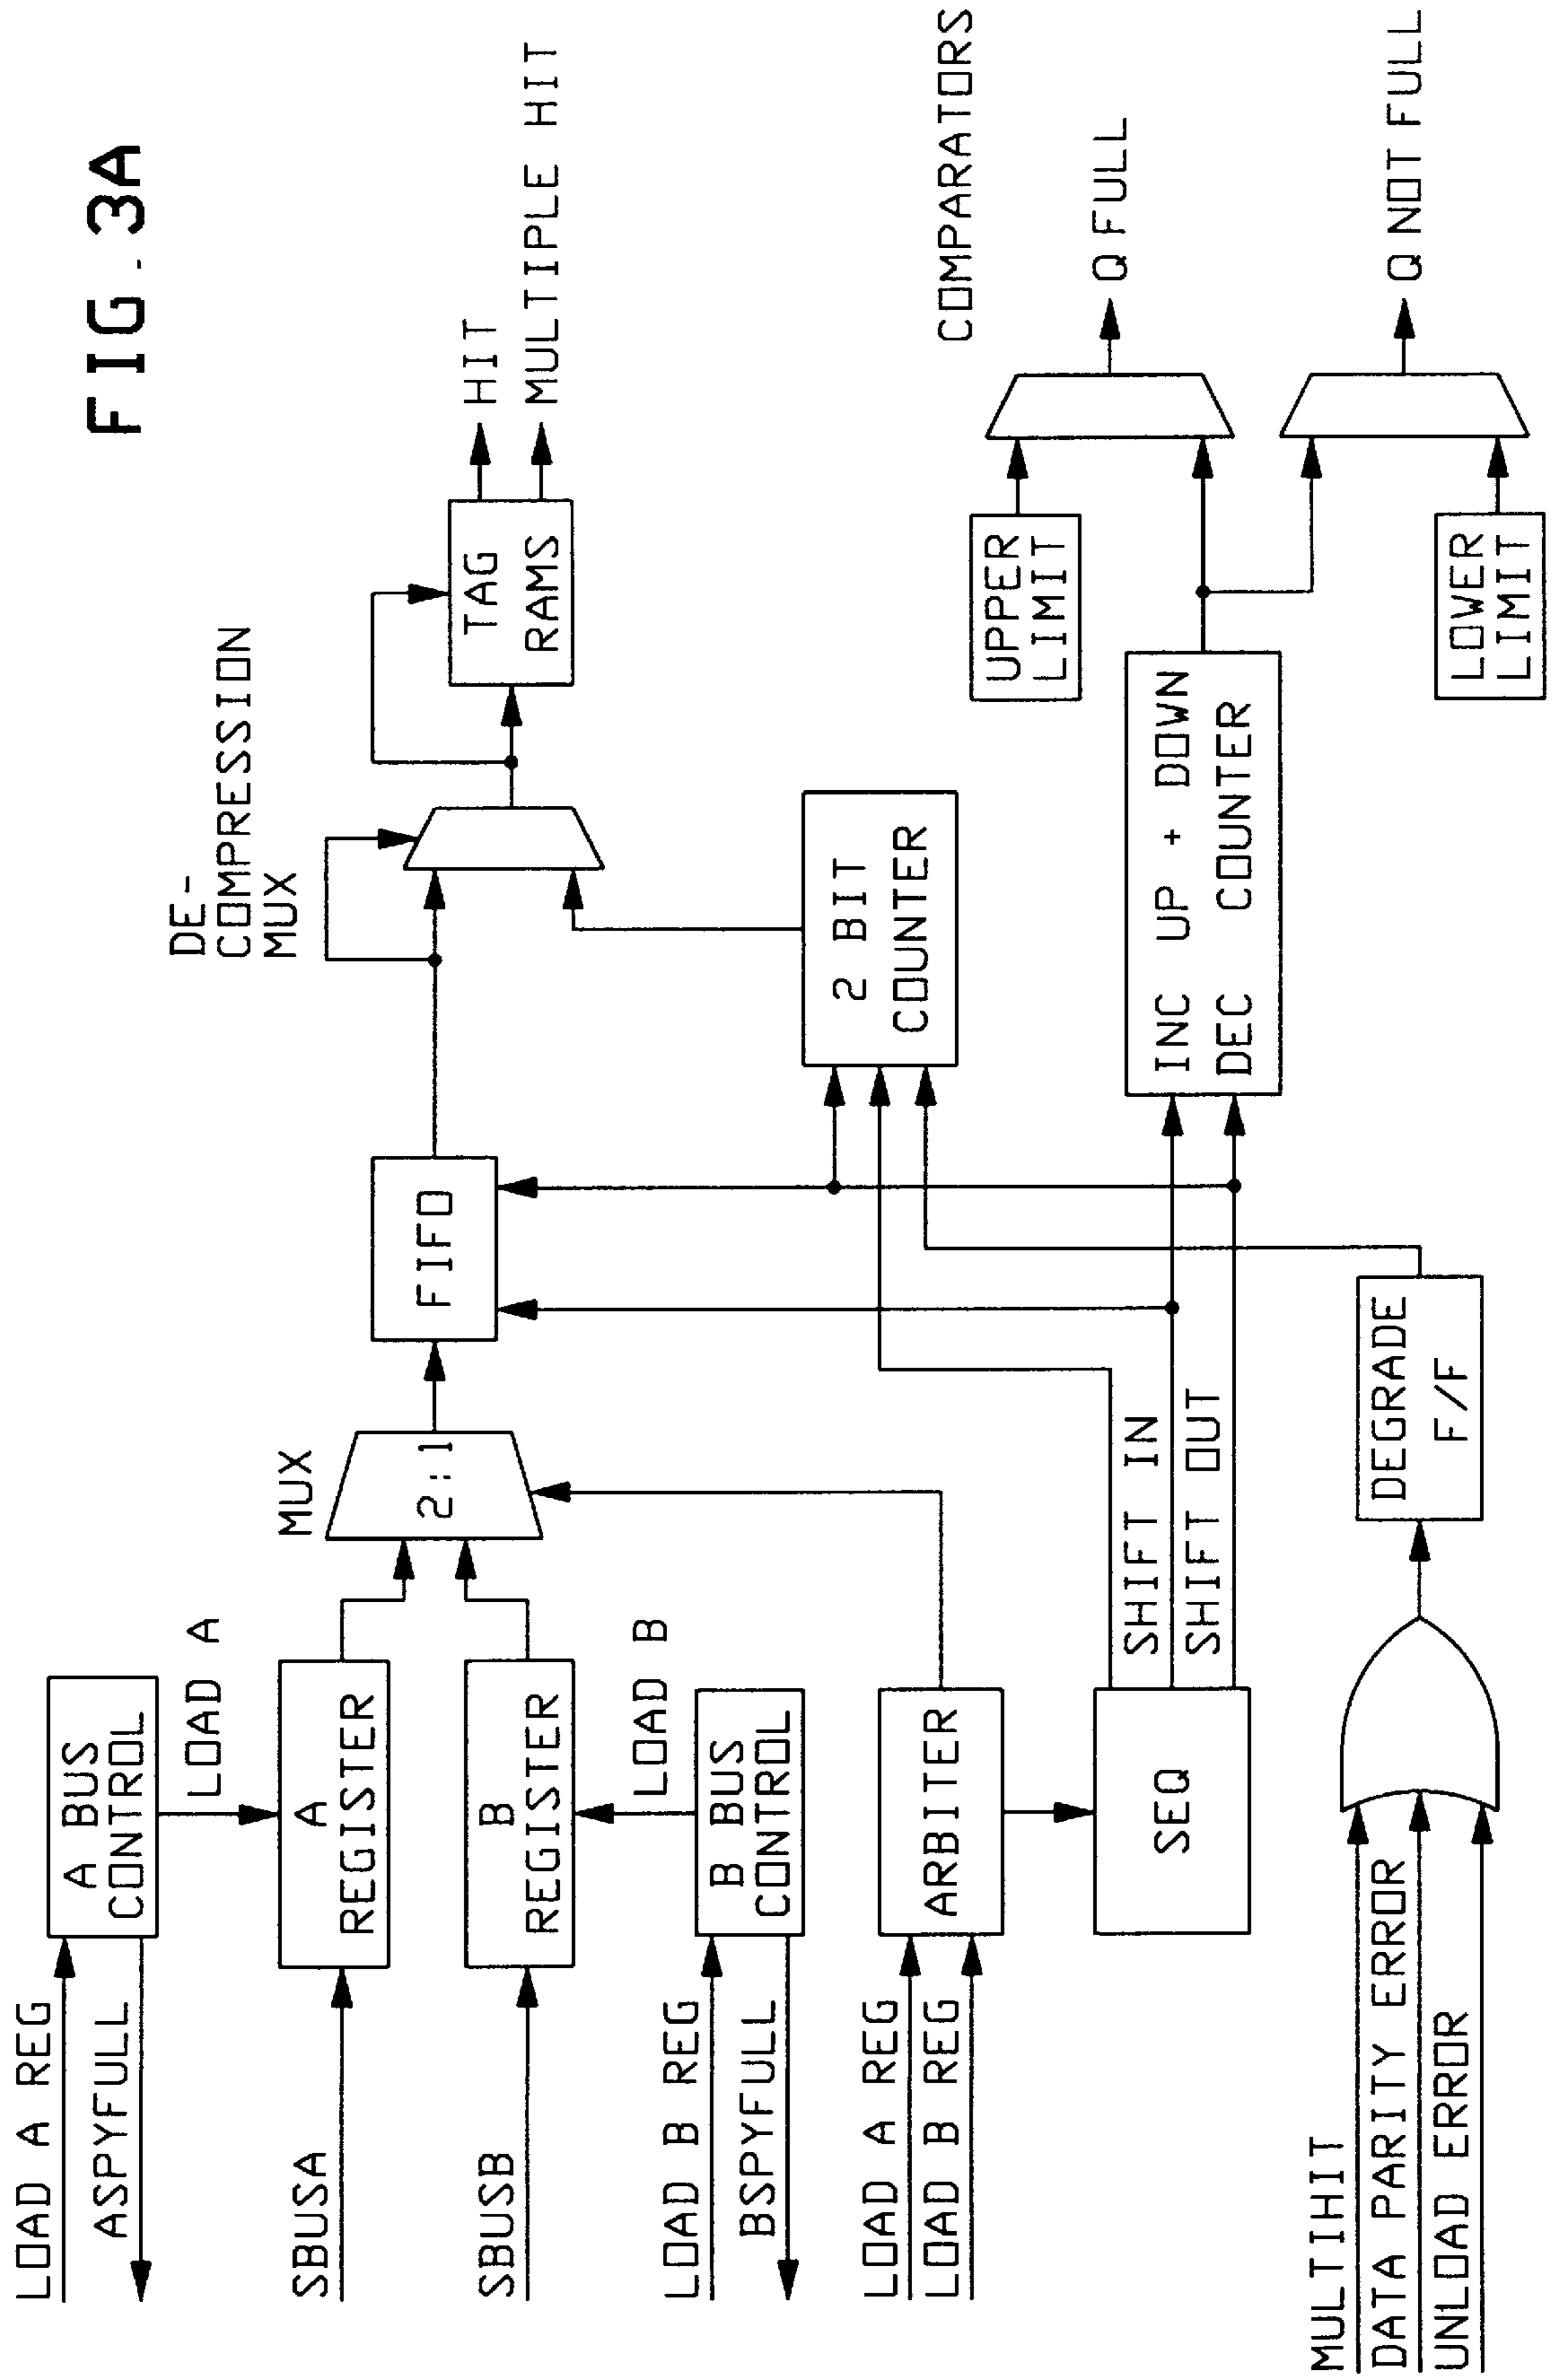 FIG. 3A
LOAD A REG
ASPYFULL
A BUS
CONTROL
LOAD A
SBUSA
A
REGISTER
SBUSB
B
REGISTER
LOAD B
LOAD B REG
BSPYFULL
B BUS
CONTROL
LOAD A REG
LOAD B REG
ARBITER
SEQ
MUX
2:1
FIFO
DE-
COMPRESSION
MUX
TAG
RAMS
HIT
MULTIPLE HIT
2 BIT
COUNTER
SHIFT IN
SHIFT OUT
INC UP + DOWN
DEC COUNTER
UPPER
LIMIT
LOWER
LIMIT
COMPARATORS
Q FULL
Q NOT FULL
MULTIHIT
DATA PARITY ERROR
UNLOAD ERROR
DEGRADE
F/F